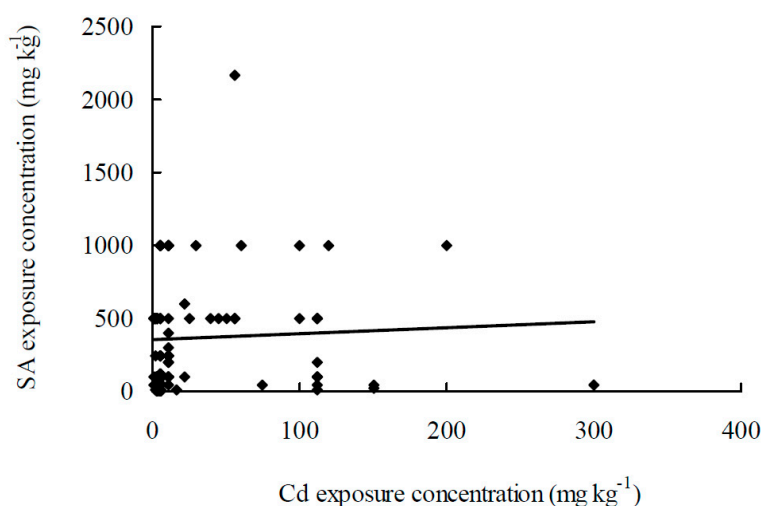 SA exposure concentration (mg kg⁻¹)
2500
2000
1500
1000
500
0
0 100 200 300 400
Cd exposure concentration (mg kg⁻¹)